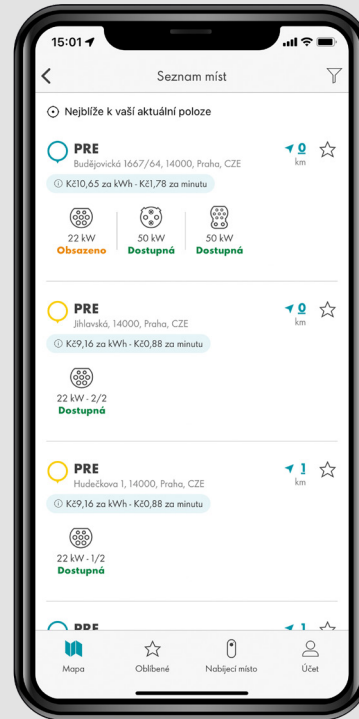 15:01
Seznam míst
Nejblíže k vaší aktuální poloze
PRE
0
km
Budějovická 1667/64, 14000, Praha, CZE
Kč10,65 za kWh - Kč1,78 za minutu
22 kW
50 kW
50 kW
Obsazeno
Dostupná
Dostupná
PRE
0
km
Jihlavská, 14000, Praha, CZE
Kč9,16 za kWh - Kč0,88 za minutu
22 kW - 2/2
Dostupná
PRE
1
km
Hudečkova 1, 14000, Praha, CZE
Kč9,16 za kWh - Kč0,88 za minutu
22 kW - 1/2
Dostupná
PRE
1
Mapa
Oblíbené
Nabíjecí místo
Účet